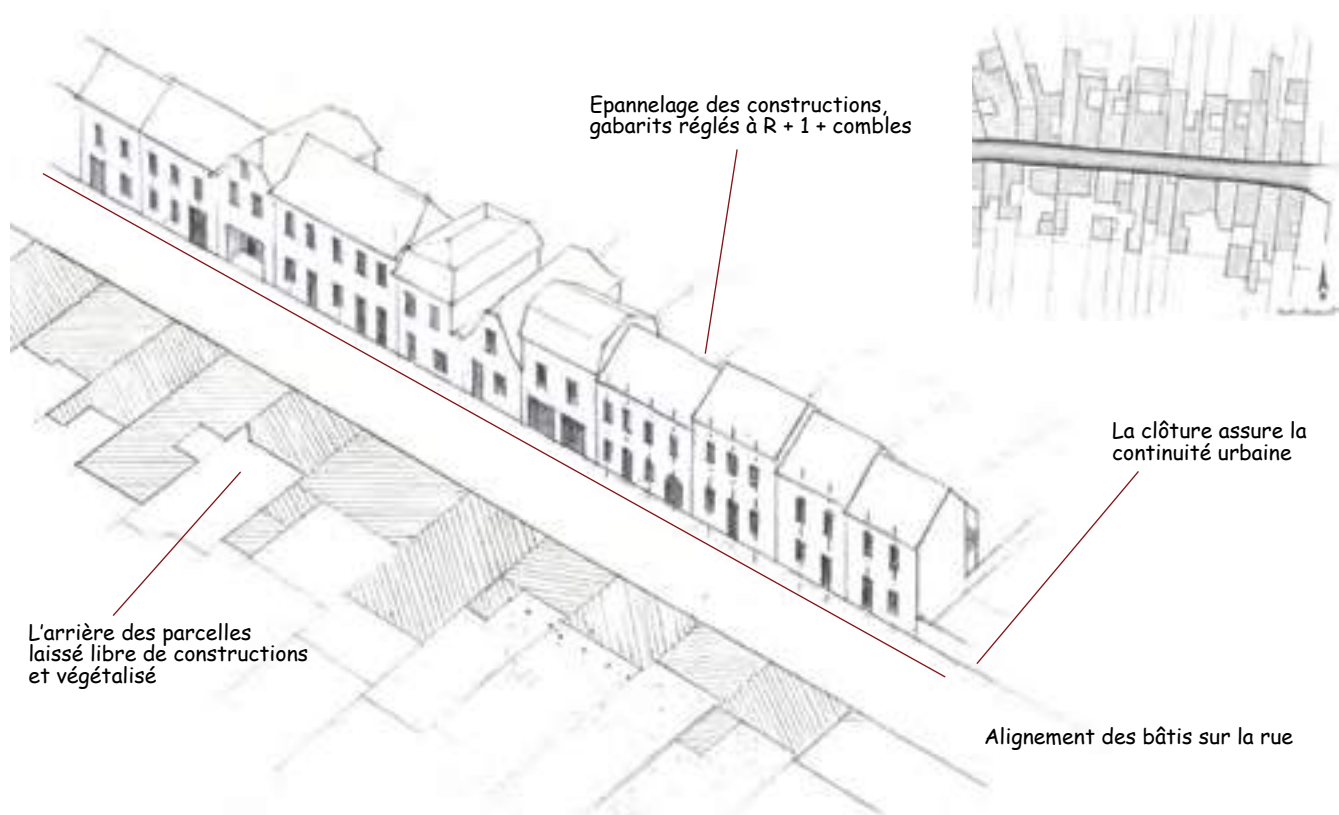 Epannelage des constructions,
gabarits réglés à R + 1 + combles
La clôture assure la
continuité urbaine
L'arrière des parcelles
laissé libre de constructions
et végétalisé
Alignement des bâtis sur la rue